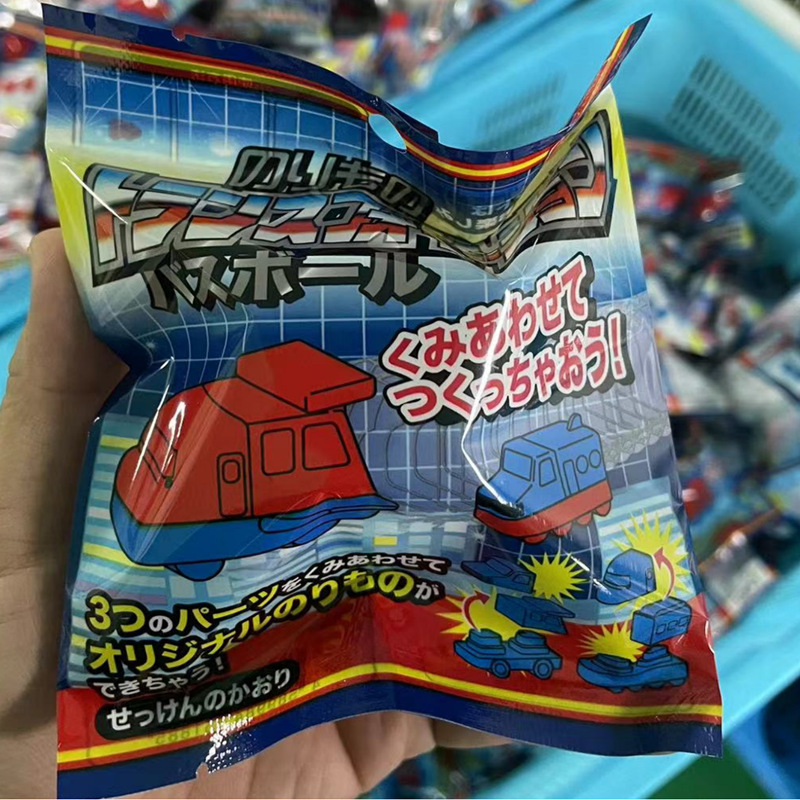 のりもの
バスボール
くみあわせて
つくっちゃおう!
3つのパーツをくみあわせて
オリジナルのりものが
できちゃう!
せっけんのかおり